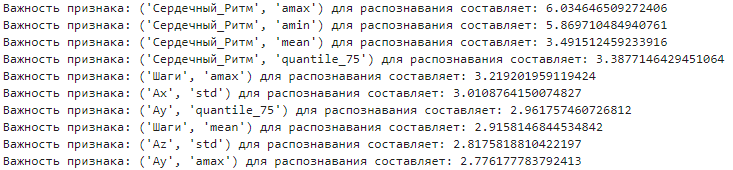 Важность признака: ('Сердечный_Ритм', 'amax') для распознавания составляет: 6.034646509272406
Важность признака: ('Сердечный_Ритм', 'amin') для распознавания составляет: 5.869710484940761
Важность признака: ('Сердечный_Ритм', 'mean') для распознавания составляет: 3.491512459233916
Важность признака: ('Сердечный_Ритм', 'quantile_75') для распознавания составляет: 3.3877146429451064
Важность признака: ('Шаги', 'amax') для распознавания составляет: 3.219201959119424
Важность признака: ('Ax', 'std') для распознавания составляет: 3.0108764150074827
Важность признака: ('Ay', 'quantile_75') для распознавания составляет: 2.961757460726812
Важность признака: ('Шаги', 'mean') для распознавания составляет: 2.9158146844534842
Важность признака: ('Az', 'std') для распознавания составляет: 2.8175818810422197
Важность признака: ('Ay', 'amax') для распознавания составляет: 2.776177783792413